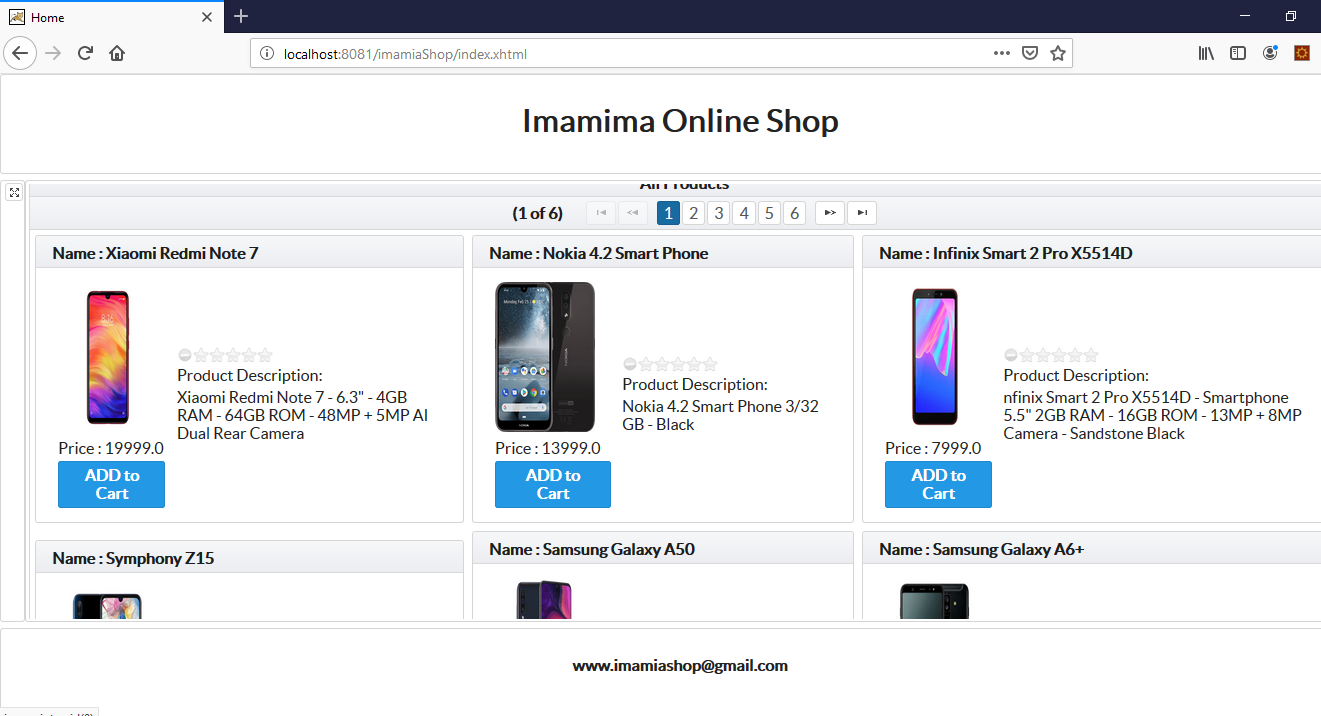 Home
localhost:8081/imamiaShop/index.xhtml
Imamima Online Shop
All Products
(1 of 6) 1 2 3 4 5 6
Name : Xiaomi Redmi Note 7
Product Description:
Xiaomi Redmi Note 7 - 6.3" - 4GB
RAM - 64GB ROM - 48MP + 5MP AI
Dual Rear Camera
Price : 19999.0
ADD to
Cart
Name : Nokia 4.2 Smart Phone
Product Description:
Nokia 4.2 Smart Phone 3/32
GB - Black
Price : 13999.0
ADD to
Cart
Name : Infinix Smart 2 Pro X5514D
Product Description:
nfinix Smart 2 Pro X5514D - Smartphone
5.5" 2GB RAM - 16GB ROM - 13MP + 8MP
Camera - Sandstone Black
Price : 7999.0
ADD to
Cart
Name : Symphony Z15
Name : Samsung Galaxy A50
Name : Samsung Galaxy A6+
www.imamiashop@gmail.com